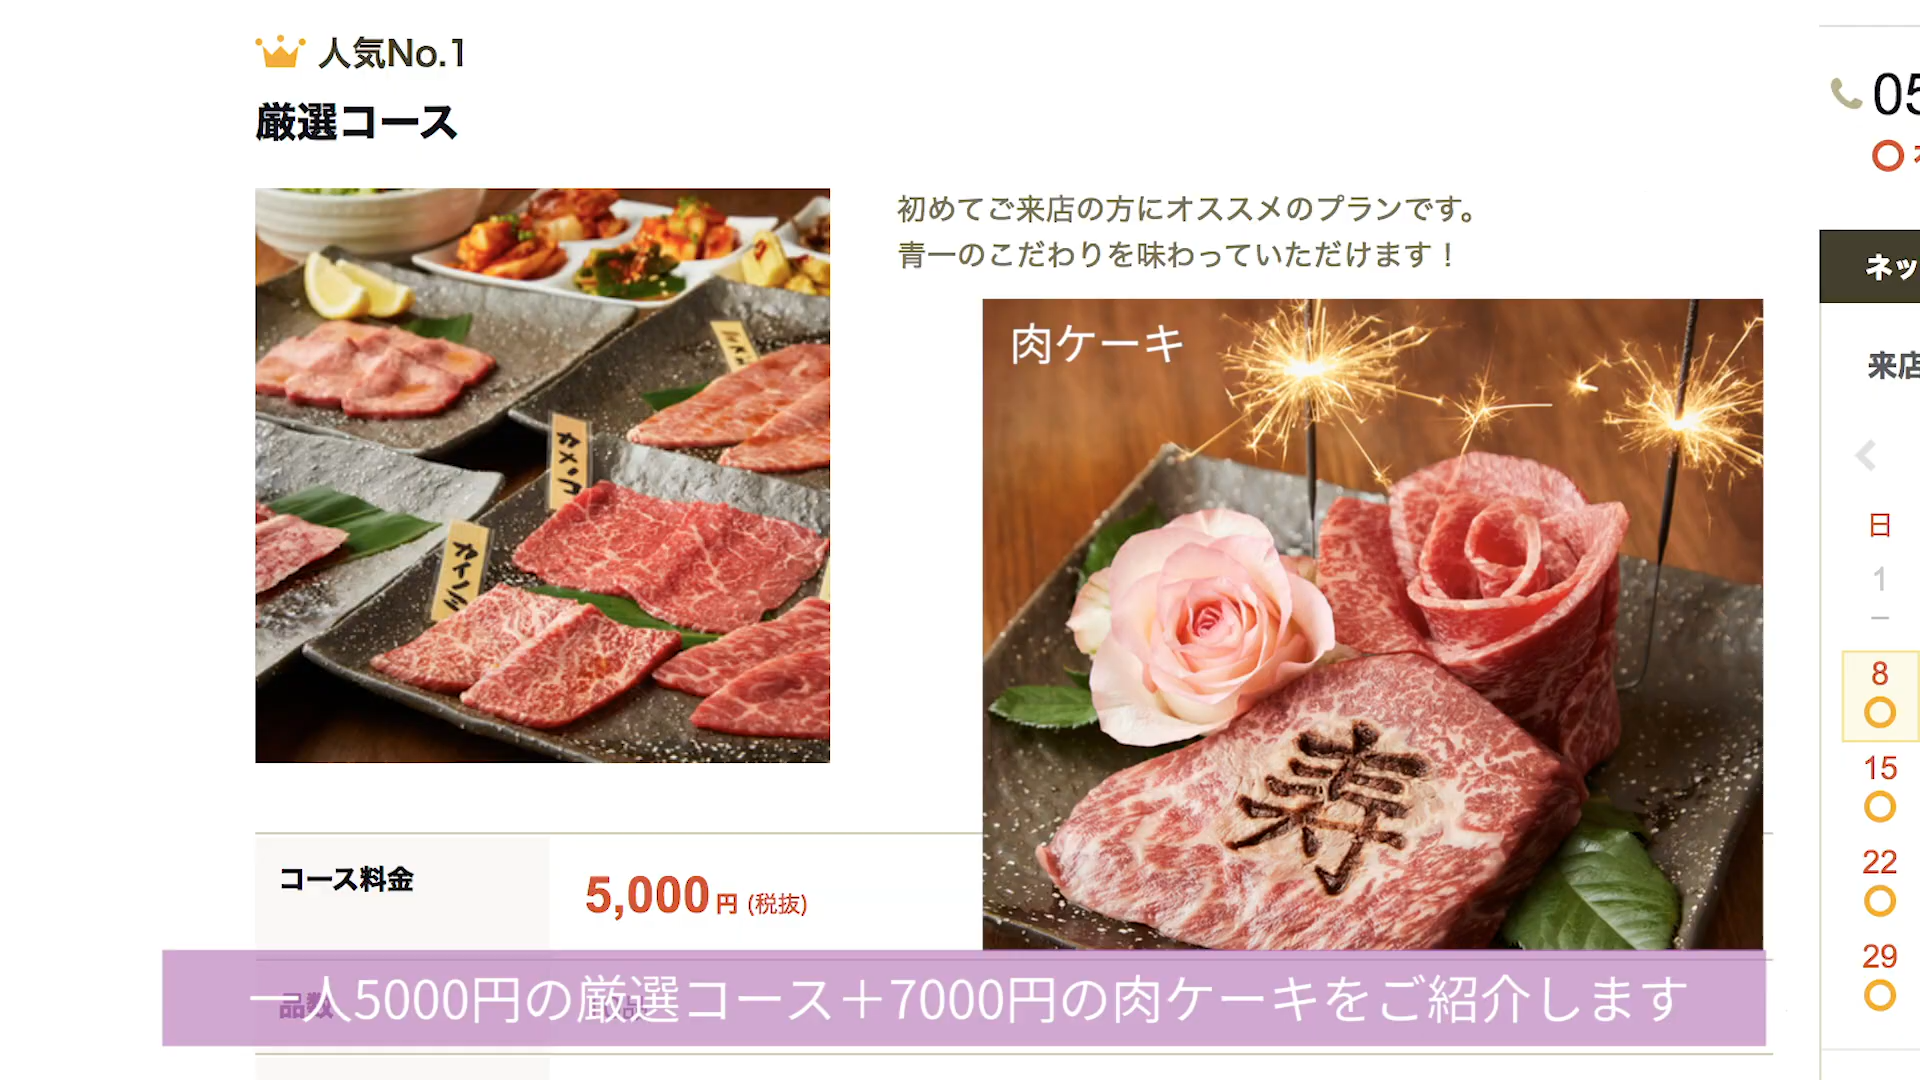 人気No.1
厳選コース
初めてご来店の方にオススメのプランです。
青一のこだわりを味わっていただけます！
肉ケーキ
カメノコ
カイノミ
寿
コース料金
5,000円(税抜)
品数
一人5000円の厳選コース＋7000円の肉ケーキをご紹介します
05
ネッ
来店
日
1
8
15
22
29